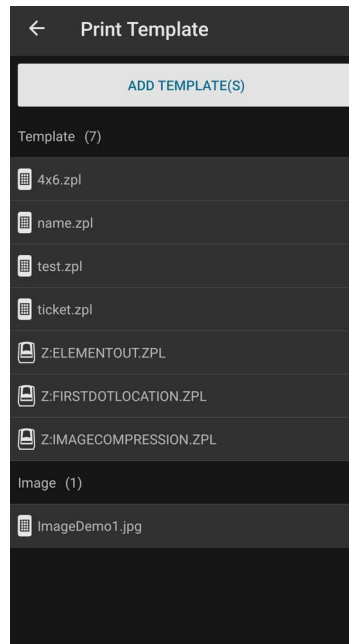 Print Template
ADD TEMPLATE(S)
Template (7)
4x6.zpl
name.zpl
test.zpl
ticket.zpl
Z:ELEMENTOUT.ZPL
Z:FIRSTDOTLOCATION.ZPL
Z:IMAGECOMPRESSION.ZPL
Image (1)
ImageDemo1.jpg